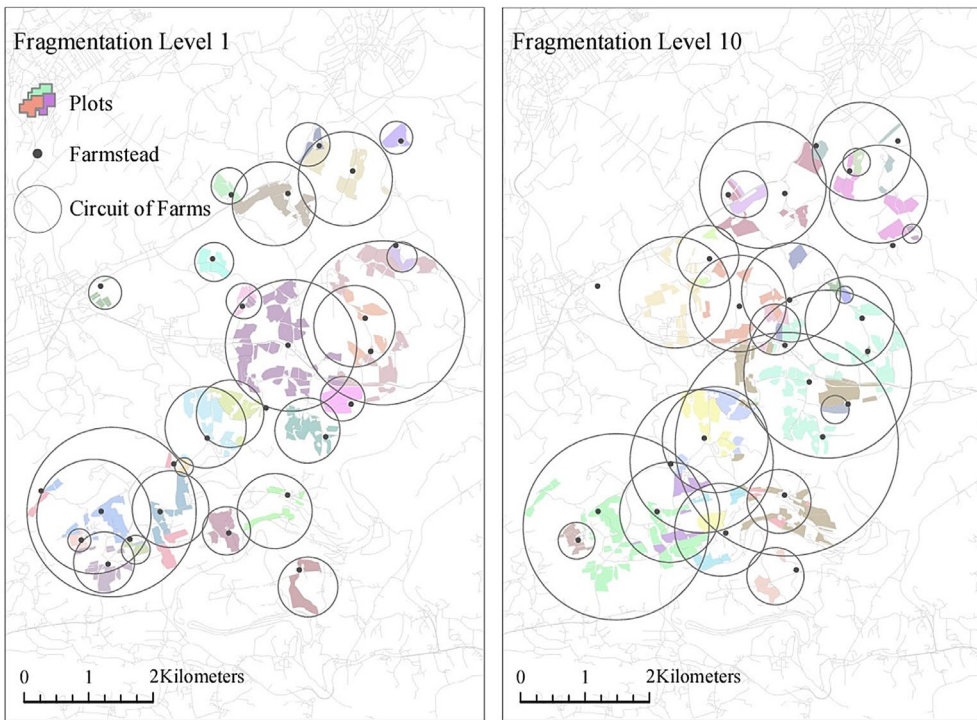 Fragmentation Level 1
Plots
Farmstead
Circuit of Farms
0 1 2Kilometers
Fragmentation Level 10
0 1 2Kilometers